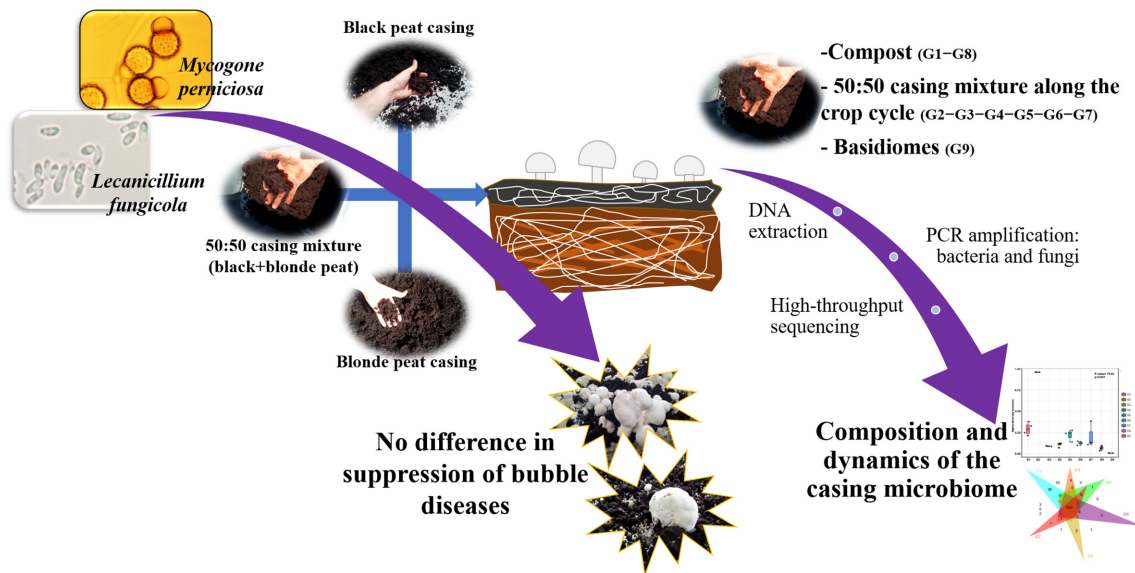 Mycogone
perniciosa
Lecanicillium
fungicola
Black peat casing
50:50 casing mixture
(black+blonde peat)
Blonde peat casing
-Compost (G1−G8)
- 50:50 casing mixture along the
crop cycle (G2−G3−G4−G5−G6−G7)
- Basidiomes (G9)
DNA
extraction
PCR amplification:
bacteria and fungi
High-throughput
sequencing
No difference in
suppression of bubble
diseases
Composition and
dynamics of the
casing microbiome